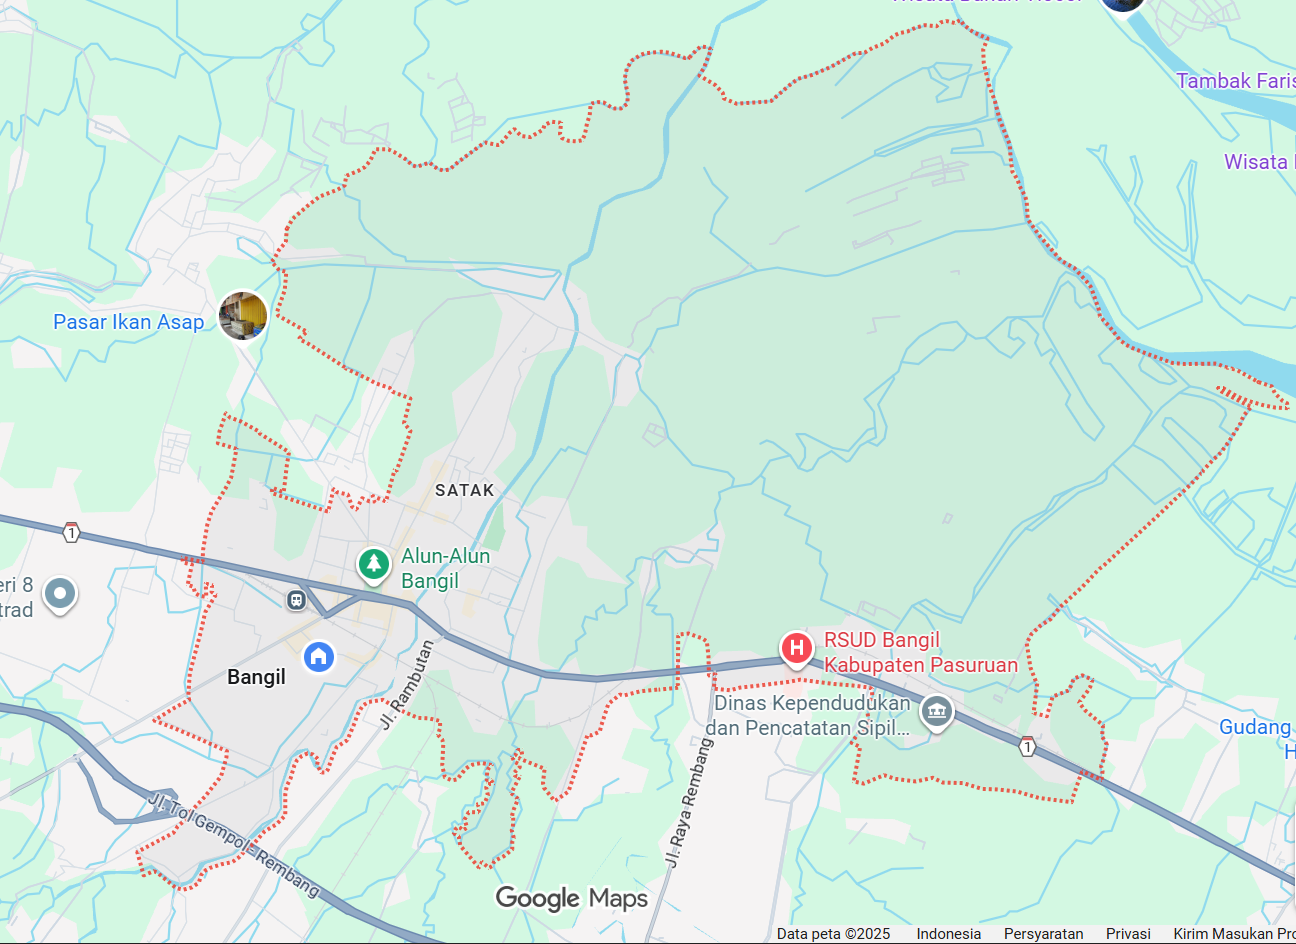 Tambak Faris
Wisata
Pasar Ikan Asap
SATAK
1
Alun-Alun
Bangil
eri 8
trad
RSUD Bangil
Kabupaten Pasuruan
Bangil
Jl. Rambutan
Dinas Kependudukan
dan Pencatatan Sipil...
1
Gudang
H
Jl. Tol Gempol - Rembang
Jl. Raya Rembang
Google Maps
Data peta ©2025 Indonesia Persyaratan Privasi Kirim Masukan Pro